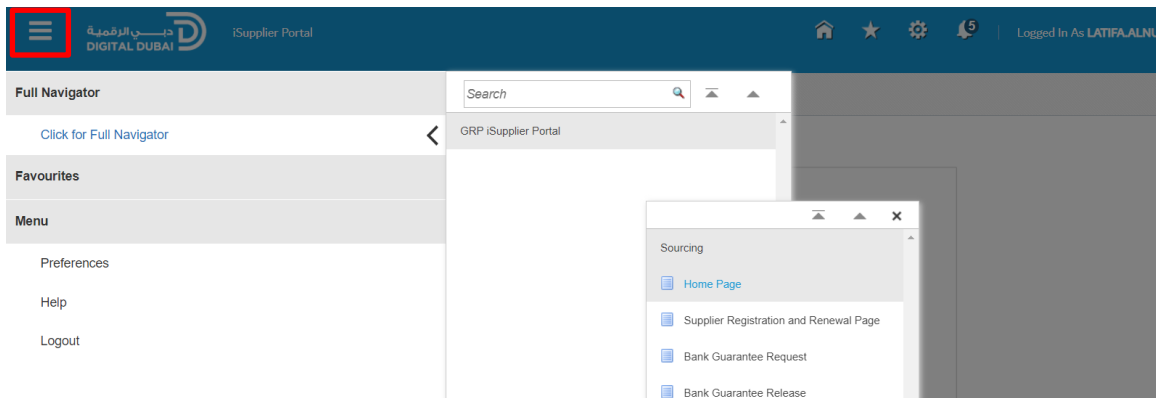 دبـــــي الرقمية
DIGITAL DUBAI
iSupplier Portal
5
Logged In As LATIFA.ALNU
Full Navigator
Click for Full Navigator
Favourites
Menu
Preferences
Help
Logout
Search
GRP iSupplier Portal
Sourcing
Home Page
Supplier Registration and Renewal Page
Bank Guarantee Request
Bank Guarantee Release